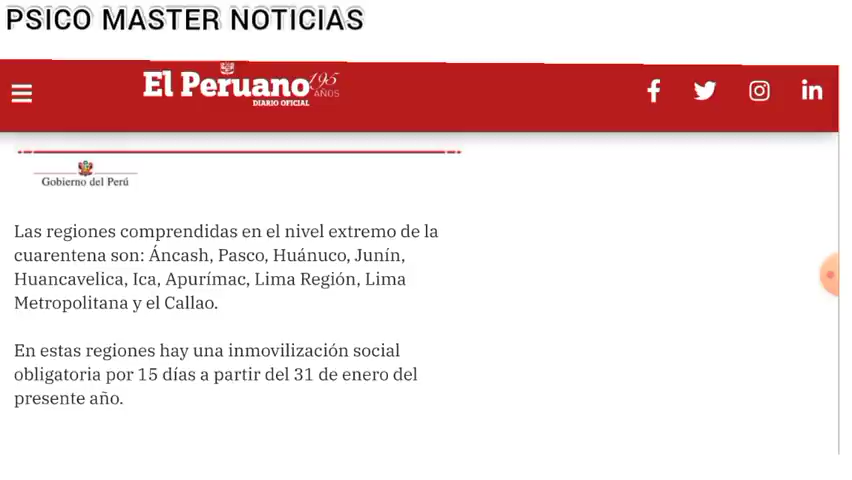 PSICO MASTER NOTICIAS
El Peruano 195 AÑOS
DIARIO OFICIAL
Gobierno del Perú
Las regiones comprendidas en el nivel extremo de la
cuarentena son: Áncash, Pasco, Huánuco, Junín,
Huancavelica, Ica, Apurímac, Lima Región, Lima
Metropolitana y el Callao.
En estas regiones hay una inmovilización social
obligatoria por 15 días a partir del 31 de enero del
presente año.